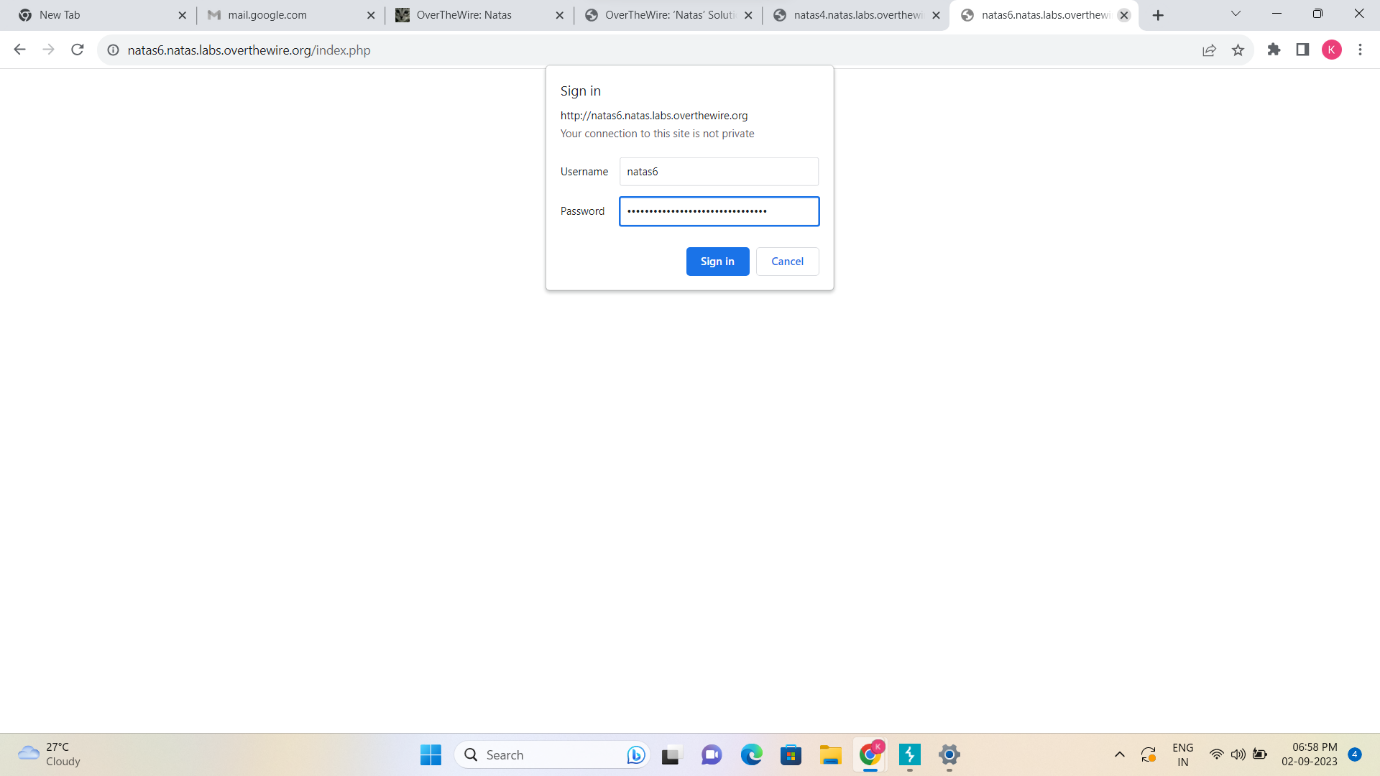 New Tab
mail.google.com
OverTheWire: Natas
OverTheWire: 'Natas' Soluti
natas4.natas.labs.overthewi
natas6.natas.labs.overthew
natas6.natas.labs.overthewire.org/index.php
K
Sign in
http://natas6.natas.labs.overthewire.org
Your connection to this site is not private
Username
natas6
Password
••••••••••••••••••••••••••••••••
Sign in
Cancel
27°C
Cloudy
Search
K
ENG
IN
06:58 PM
02-09-2023
4